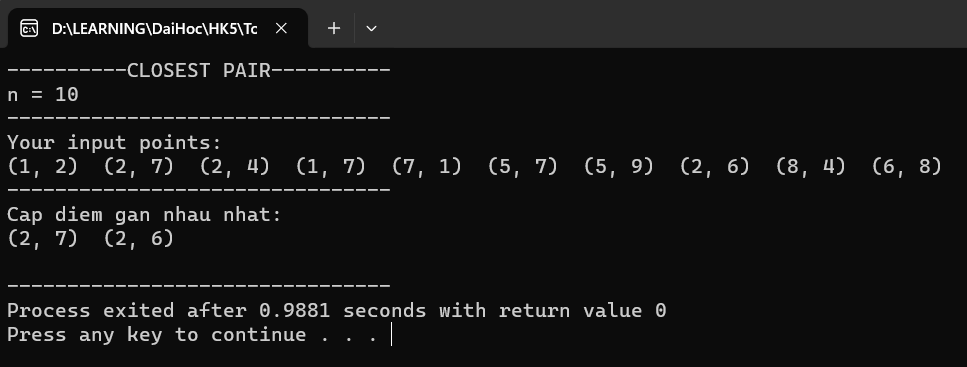 D:\LEARNING\DaiHoc\HK5\Tc
----------CLOSEST PAIR----------
n = 10
--------------------------------
Your input points:
(1, 2)  (2, 7)  (2, 4)  (1, 7)  (7, 1)  (5, 7)  (5, 9)  (2, 6)  (8, 4)  (6, 8)
--------------------------------
Cap diem gan nhau nhat:
(2, 7)  (2, 6)
--------------------------------
Process exited after 0.9881 seconds with return value 0
Press any key to continue . . .